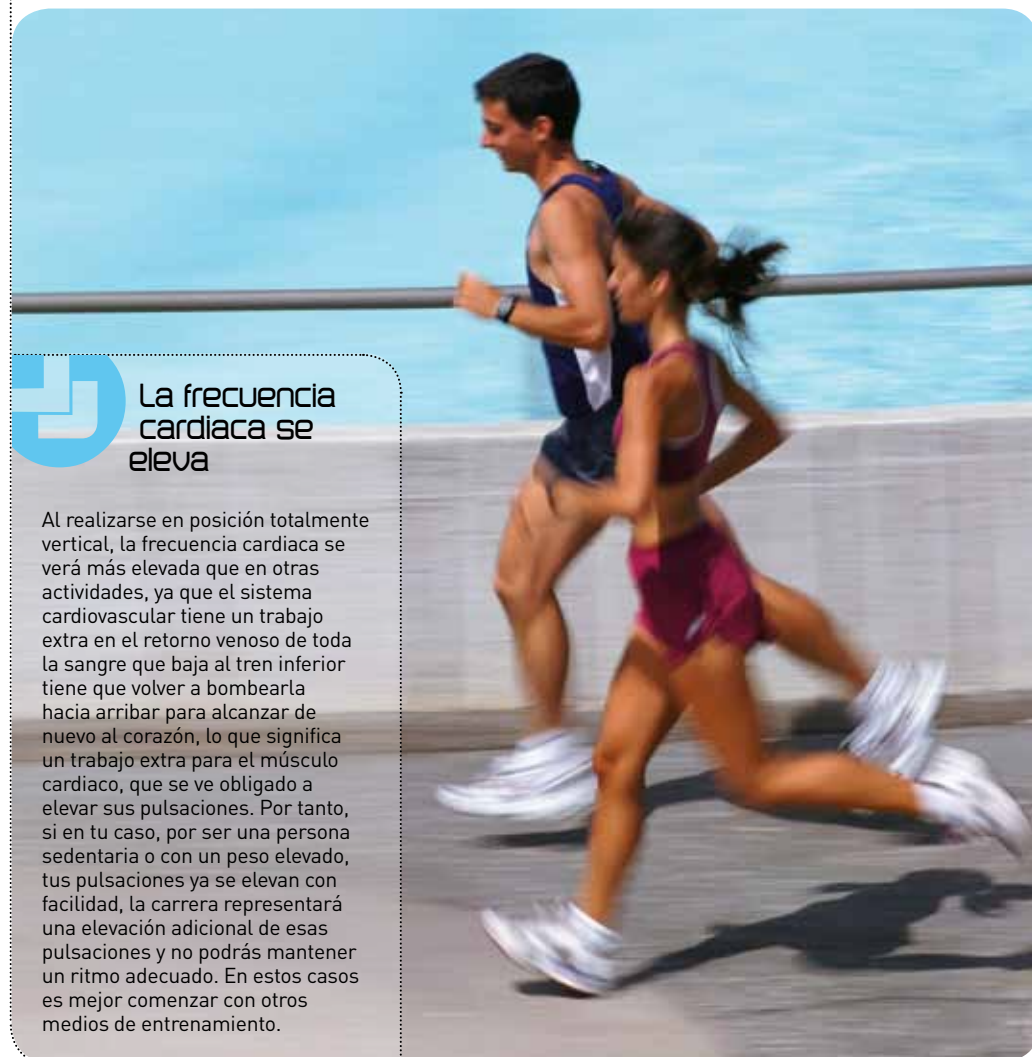 La frecuencia
cardiaca se
eleva
Al realizarse en posición totalmente
vertical, la frecuencia cardiaca se
verá más elevada que en otras
actividades, ya que el sistema
cardiovascular tiene un trabajo
extra en el retorno venoso de toda
la sangre que baja al tren inferior
tiene que volver a bombearla
hacia arribar para alcanzar de
nuevo al corazón, lo que significa
un trabajo extra para el músculo
cardiaco, que se ve obligado a
elevar sus pulsaciones. Por tanto,
si en tu caso, por ser una persona
sedentaria o con un peso elevado,
tus pulsaciones ya se elevan con
facilidad, la carrera representará
una elevación adicional de esas
pulsaciones y no podrás mantener
un ritmo adecuado. En estos casos
es mejor comenzar con otros
medios de entrenamiento.